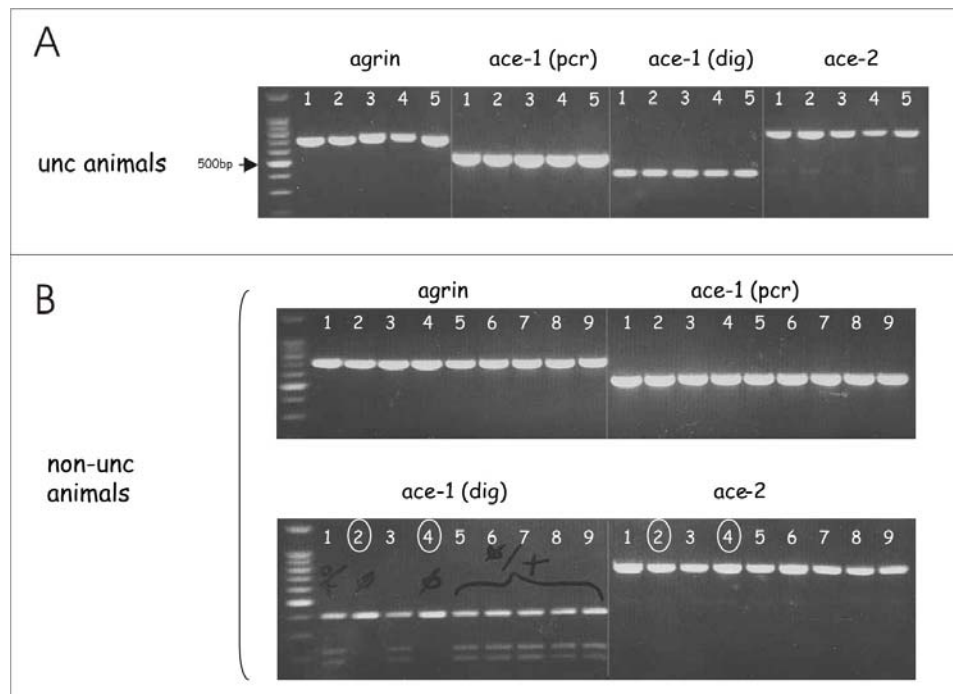 A
agrin ace-1 (pcr) ace-1 (dig) ace-2
1 2 3 4 5 1 2 3 4 5 1 2 3 4 5 1 2 3 4 5
unc animals
500bp
B
agrin ace-1 (pcr)
1 2 3 4 5 6 7 8 9 1 2 3 4 5 6 7 8 9
non-unc
animals
ace-1 (dig) ace-2
1 2 3 4 5 6 7 8 9 1 2 3 4 5 6 7 8 9
ø ø ø/+